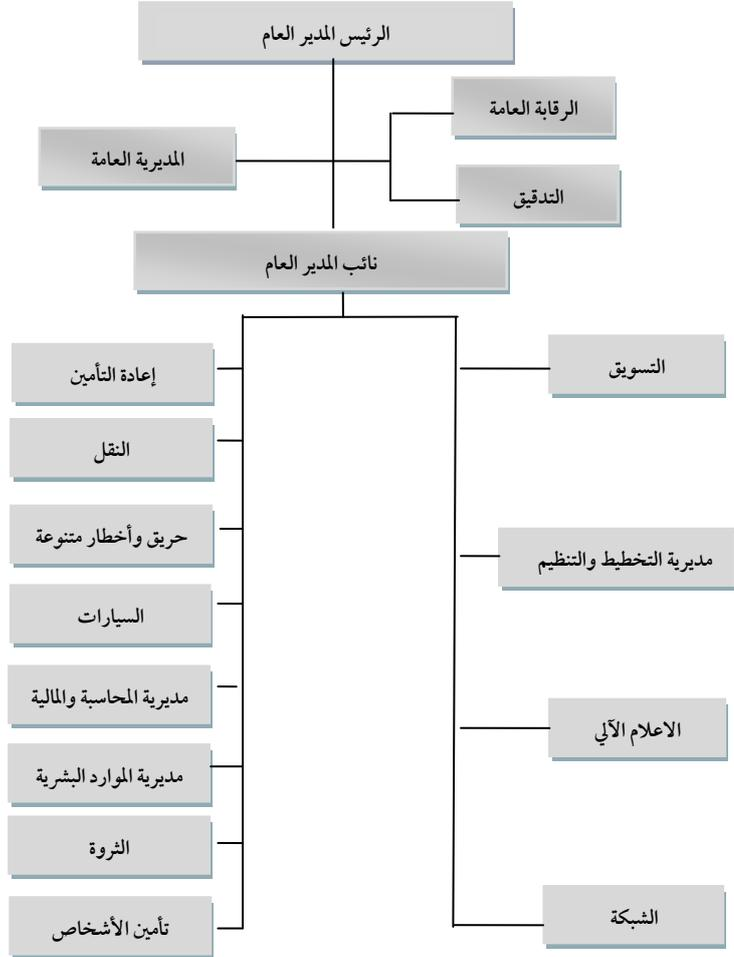 الرئيس المدير العام
الرقابة العامة
المديرية العامة
التدقيق
نائب المدير العام
التسويق
إعادة التأمين
النقل
حريق وأخطار متنوعة
مديرية التخطيط والتنظيم
السيارات
مديرية المحاسبة والمالية
الاعلام الآلي
مديرية الموارد البشرية
الثروة
الشبكة
تأمين الأشخاص